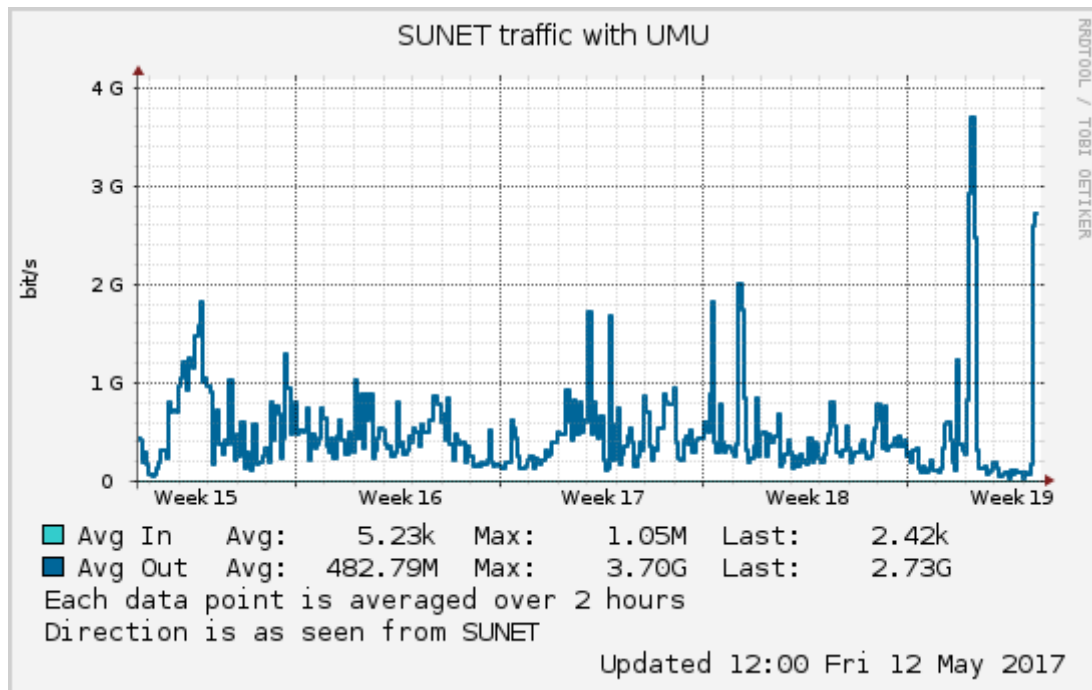 SUNET traffic with UMU
RRDTOOL / TOBI OETIKER
4 G
3 G
2 G
1 G
0
bit/s
Week 15 Week 16 Week 17 Week 18 Week 19
Avg In Avg: 5.23k Max: 1.05M Last: 2.42k
Avg Out Avg: 482.79M Max: 3.70G Last: 2.73G
Each data point is averaged over 2 hours
Direction is as seen from SUNET
Updated 12:00 Fri 12 May 2017